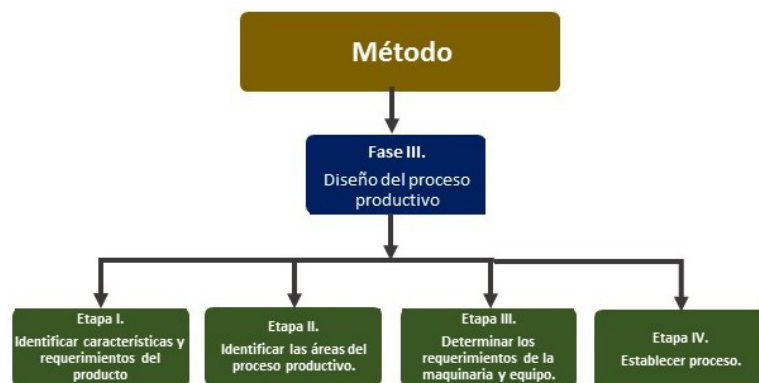 Método
Fase III.
Diseño del proceso
productivo
Etapa I.
Identificar características y
requerimientos del
producto
Etapa II.
Identificar las áreas del
proceso productivo.
Etapa III.
Determinar los
requerimientos de la
maquinaria y equipo.
Etapa IV.
Establecer proceso.